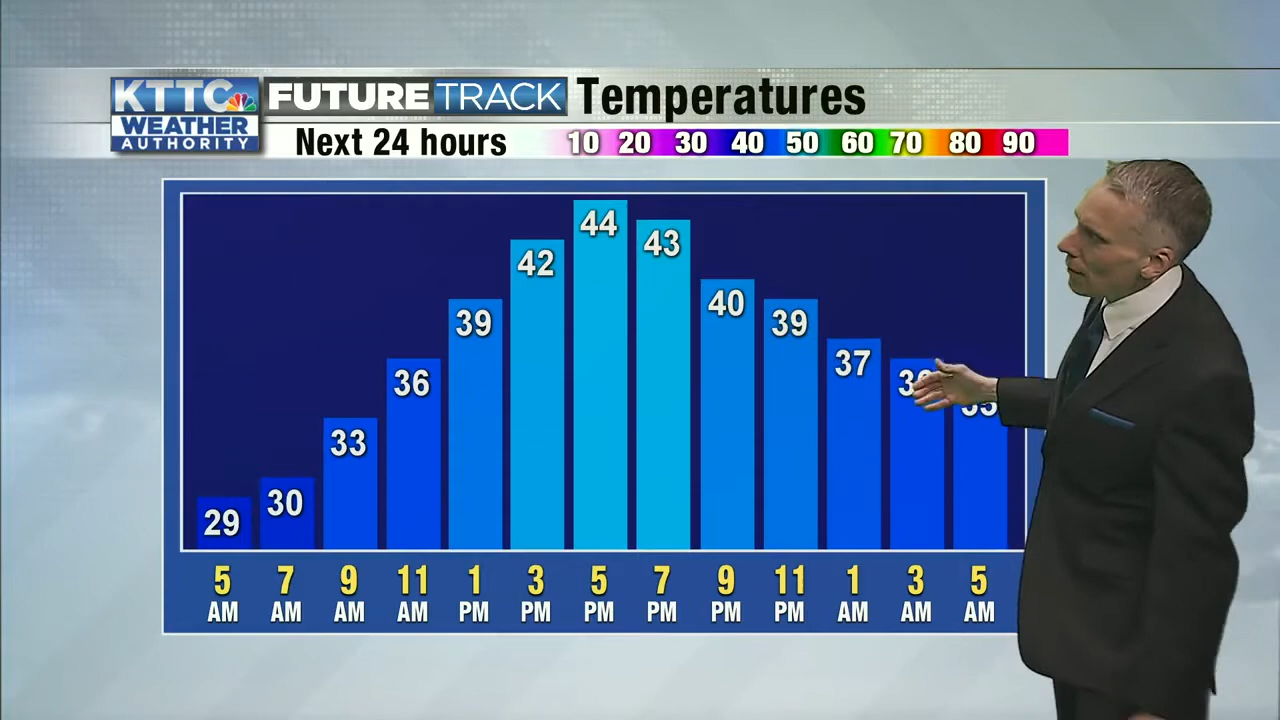 KTTC
WEATHER
AUTHORITY
FUTURE TRACK Temperatures
Next 24 hours
10 20 30 40 50 60 70 80 90
29 30 33 36 39 42 44 43 40 39 37
5 7 9 11 1 3 5 7 9 11 1 3 5
AM AM AM AM PM PM PM PM PM PM AM AM AM